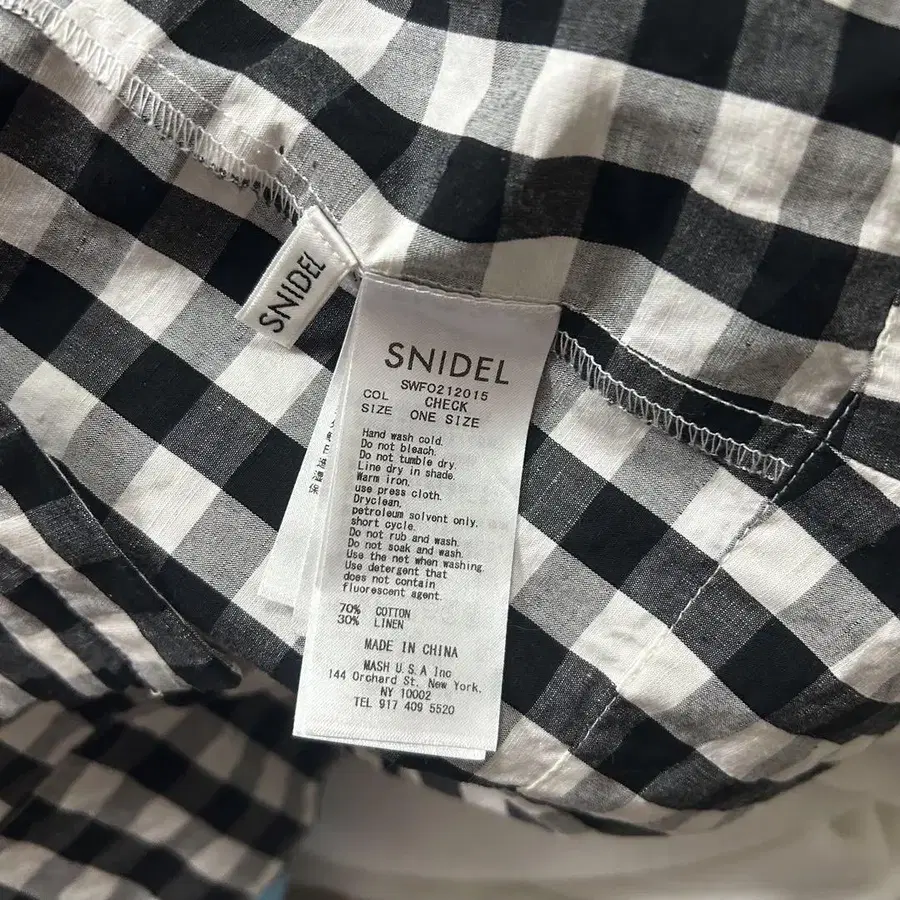 SNIDEL
SNIDEL
SWFO212015
COL CHECK
SIZE ONE SIZE
Hand wash cold.
Do not bleach.
Do not tumble dry.
Line dry in shade.
Warm iron.
use press cloth.
Dryclean,
petroleum solvent only.
short cycle.
Do not rub and wash.
Do not soak and wash.
Use the net when washing.
Use detergent that
does not contain
fluorescent agent.
70% COTTON
30% LINEN
MADE IN CHINA
MASH U.S.A Inc
144 Orchard St. New York.
NY 10002
TEL 917 409 5520